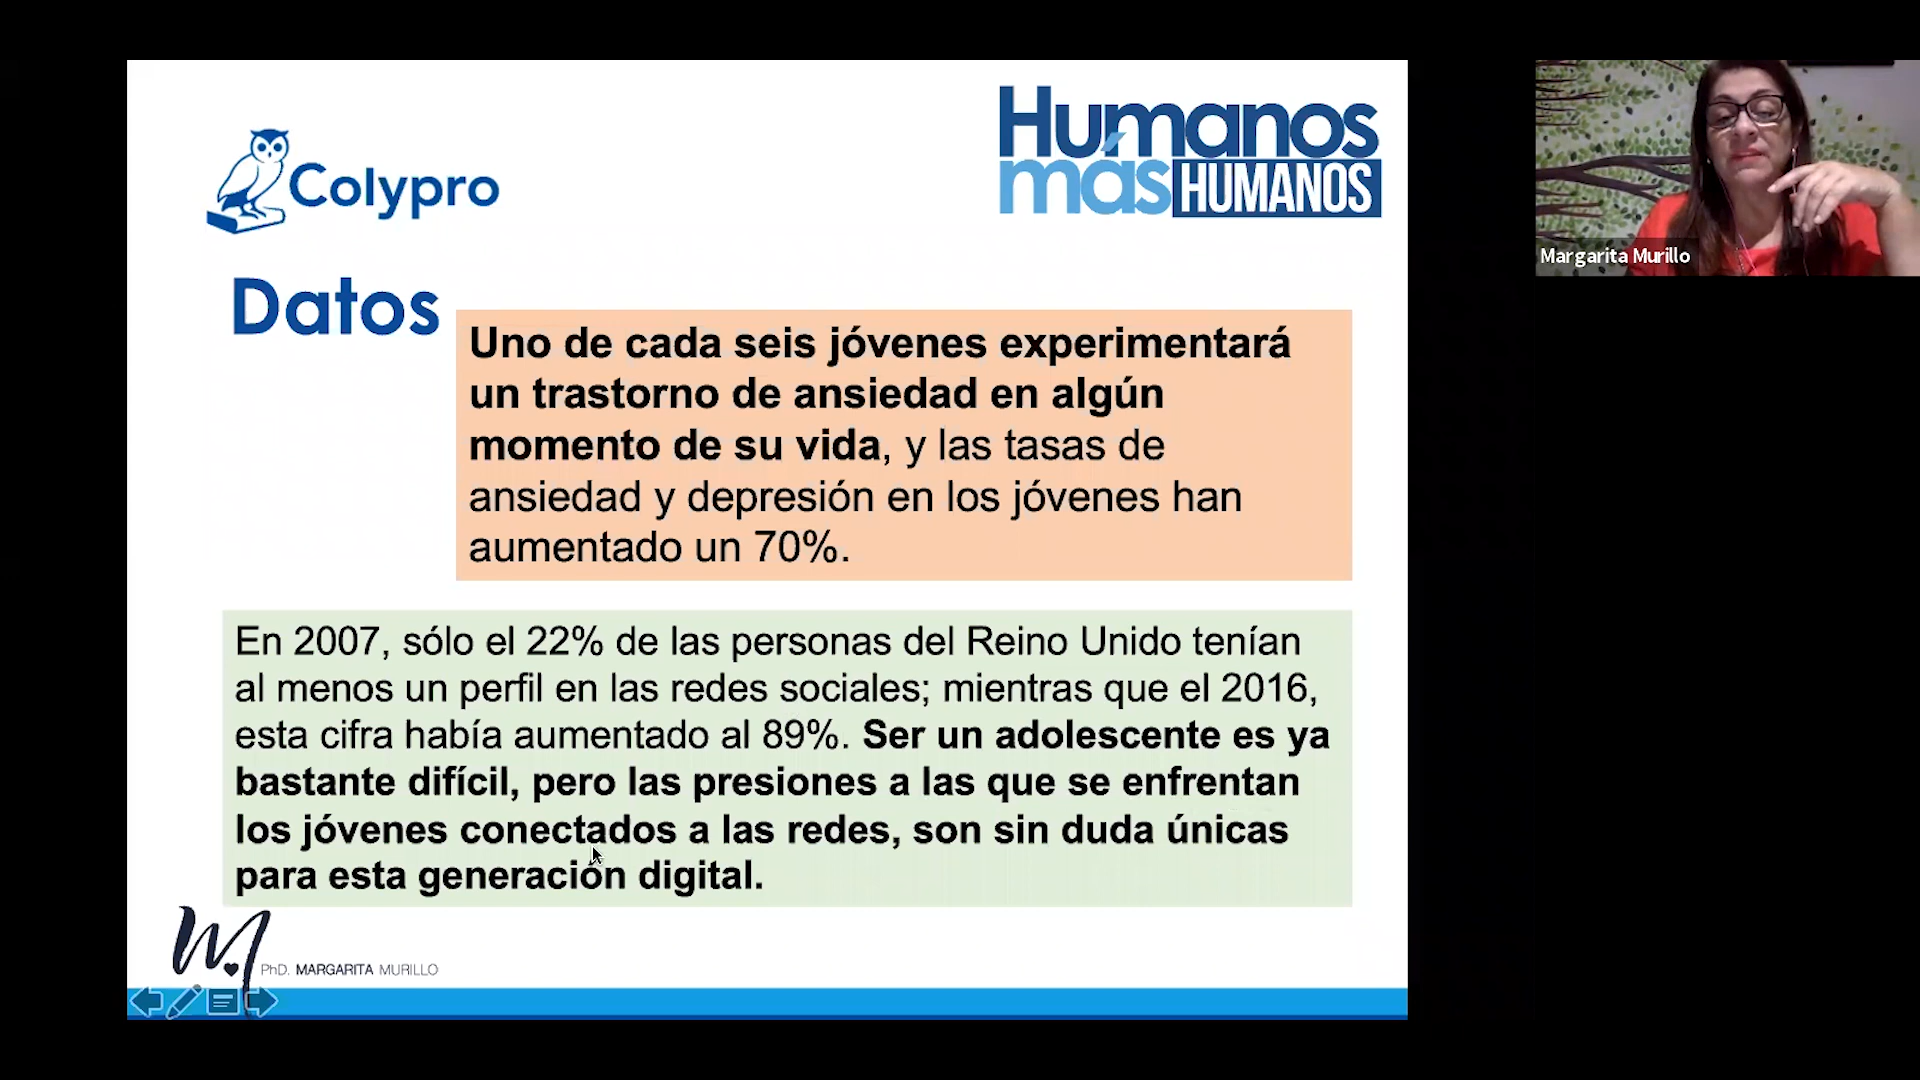 Colypro
Humanos
más HUMANOS
Datos
Uno de cada seis jóvenes experimentará
un trastorno de ansiedad en algún
momento de su vida, y las tasas de
ansiedad y depresión en los jóvenes han
aumentado un 70%.
En 2007, sólo el 22% de las personas del Reino Unido tenían
al menos un perfil en las redes sociales; mientras que el 2016,
esta cifra había aumentado al 89%. Ser un adolescente es ya
bastante difícil, pero las presiones a las que se enfrentan
los jóvenes conectados a las redes, son sin duda únicas
para esta generación digital.
M
PhD. MARGARITA MURILLO
Margarita Murillo